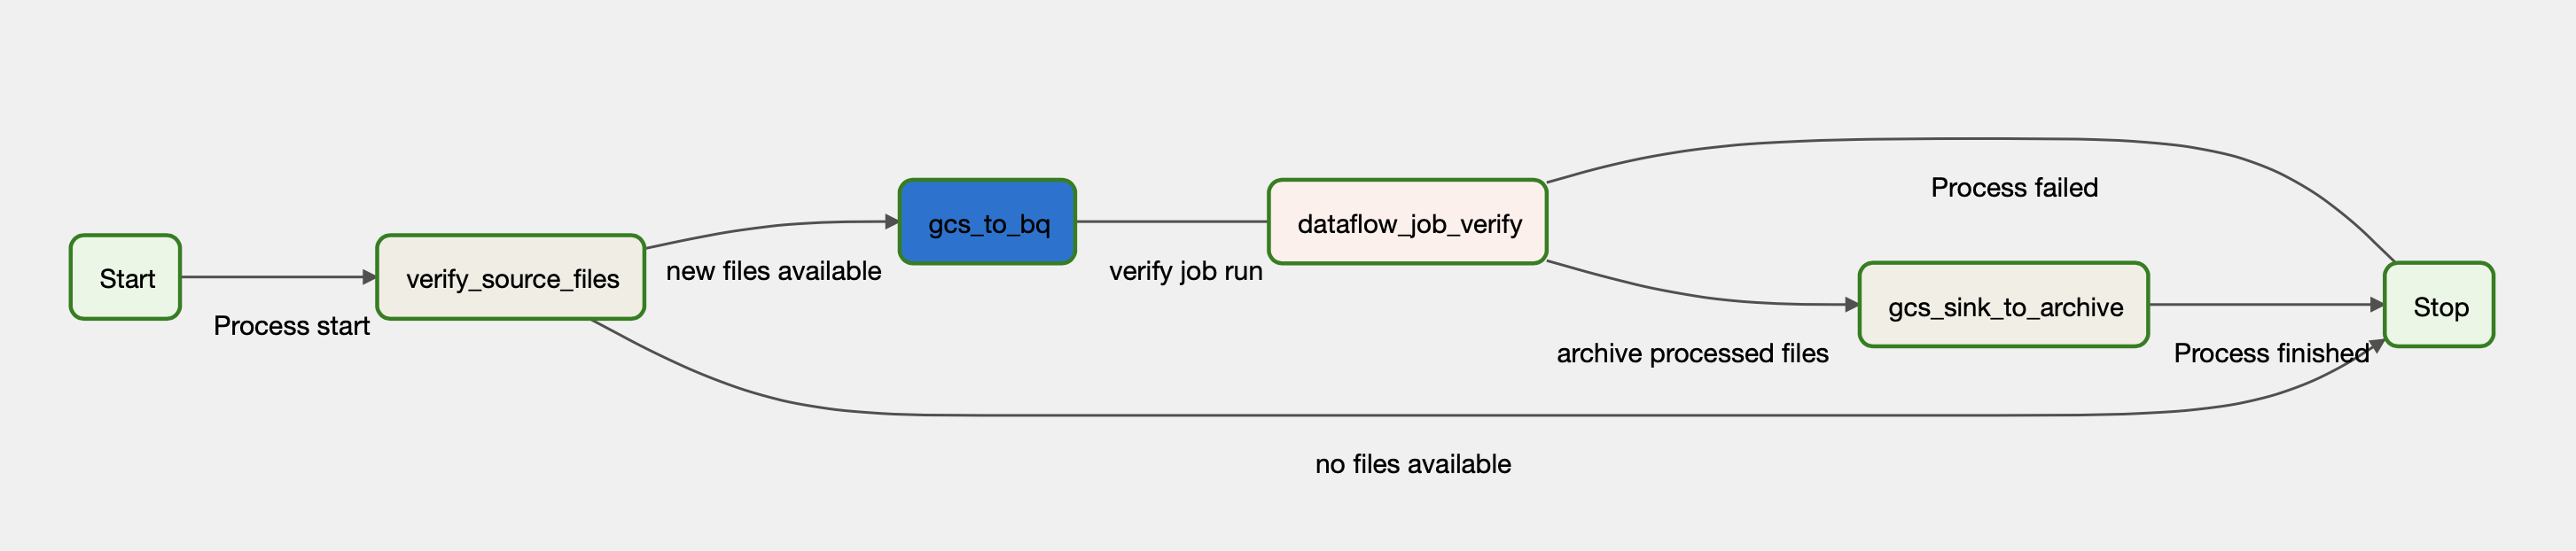 Start
Process start
verify_source_files
new files available
gcs_to_bq
verify job run
dataflow_job_verify
Process failed
archive processed files
gcs_sink_to_archive
Process finished
Stop
no files available